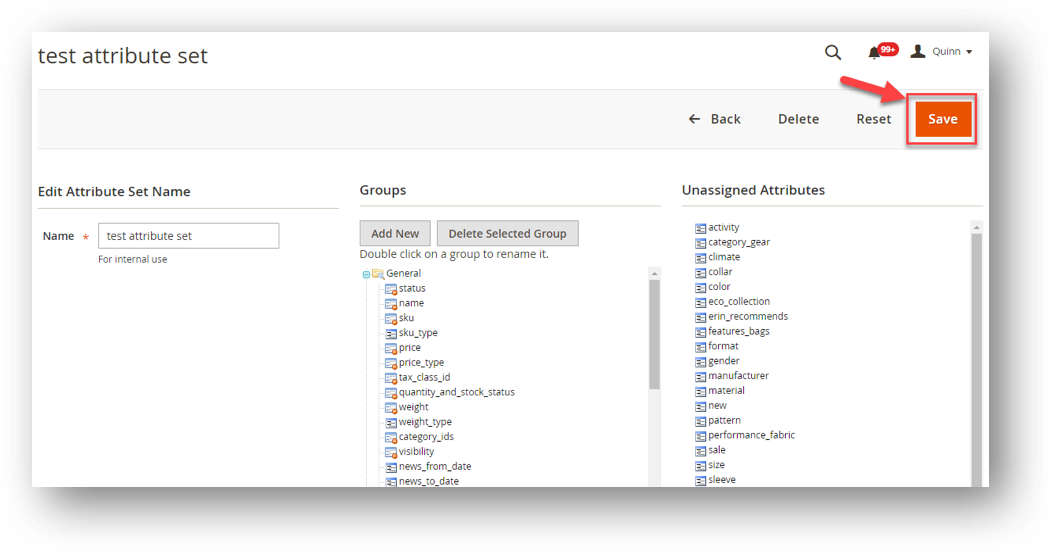 test attribute set
99+
Quinn
Back
Delete
Reset
Save
Edit Attribute Set Name
Name *
test attribute set
For internal use
Groups
Add New
Delete Selected Group
Double click on a group to rename it.
General
status
name
sku
sku_type
price
price_type
tax_class_id
quantity_and_stock_status
weight
weight_type
category_ids
visibility
news_from_date
news_to_date
Unassigned Attributes
activity
category_gear
climate
collar
color
eco_collection
erin_recommends
features_bags
format
gender
manufacturer
material
new
pattern
performance_fabric
sale
size
sleeve